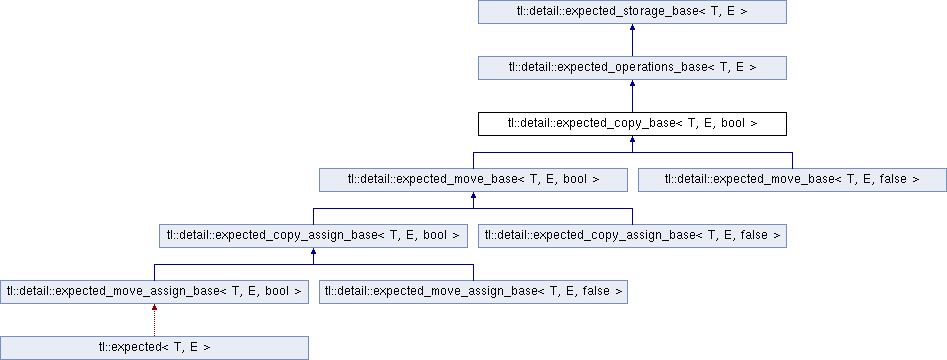 tl::detail::expected_storage_base< T, E >
tl::detail::expected_operations_base< T, E >
tl::detail::expected_copy_base< T, E, bool >
tl::detail::expected_move_base< T, E, bool >
tl::detail::expected_move_base< T, E, false >
tl::detail::expected_copy_assign_base< T, E, bool >
tl::detail::expected_copy_assign_base< T, E, false >
tl::detail::expected_move_assign_base< T, E, bool >
tl::detail::expected_move_assign_base< T, E, false >
tl::expected< T, E >